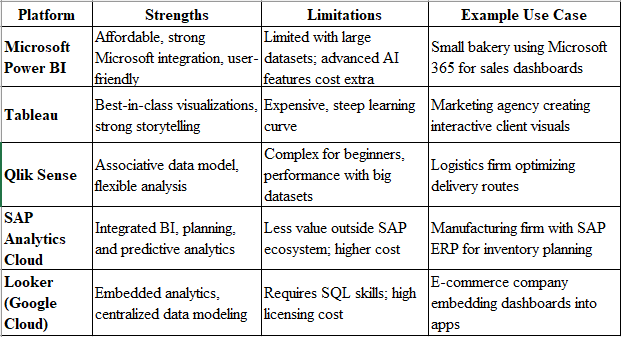 Platform Strengths Limitations Example Use Case
Microsoft
Power BI
Affordable, strong
Microsoft integration, user-
friendly
Limited with large
datasets; advanced AI
features cost extra
Small bakery using Microsoft
365 for sales dashboards
Tableau
Best-in-class visualizations,
strong storytelling
Expensive, steep learning
curve
Marketing agency creating
interactive client visuals
Qlik Sense
Associative data model,
flexible analysis
Complex for beginners,
performance with big
datasets
Logistics firm optimizing
delivery routes
SAP
Analytics
Cloud
Integrated BI, planning,
and predictive analytics
Less value outside SAP
ecosystem; higher cost
Manufacturing firm with SAP
ERP for inventory planning
Looker
(Google
Cloud)
Embedded analytics,
centralized data modeling
Requires SQL skills; high
licensing cost
E-commerce company
embedding dashboards into
apps